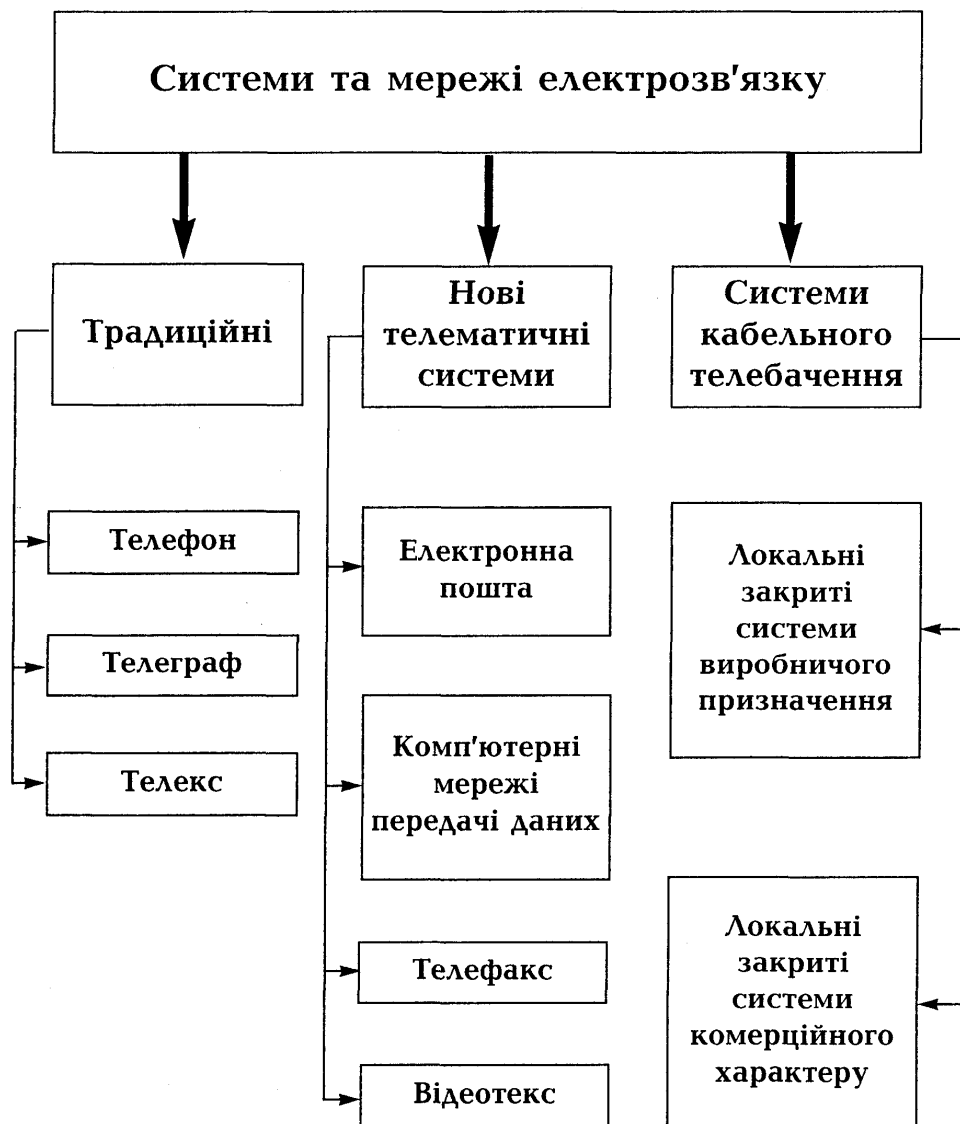 Системи та мережі електрозв'язку
Традиційні
Нові
телематичні
системи
Системи
кабельного
телебачення
Телефон
Телеграф
Телекс
Електронна
пошта
Комп'ютерні
мережі
передачі даних
Телефакс
Відеотекс
Локальні
закриті
системи
виробничого
призначення
Локальні
закриті
системи
комерційного
характеру